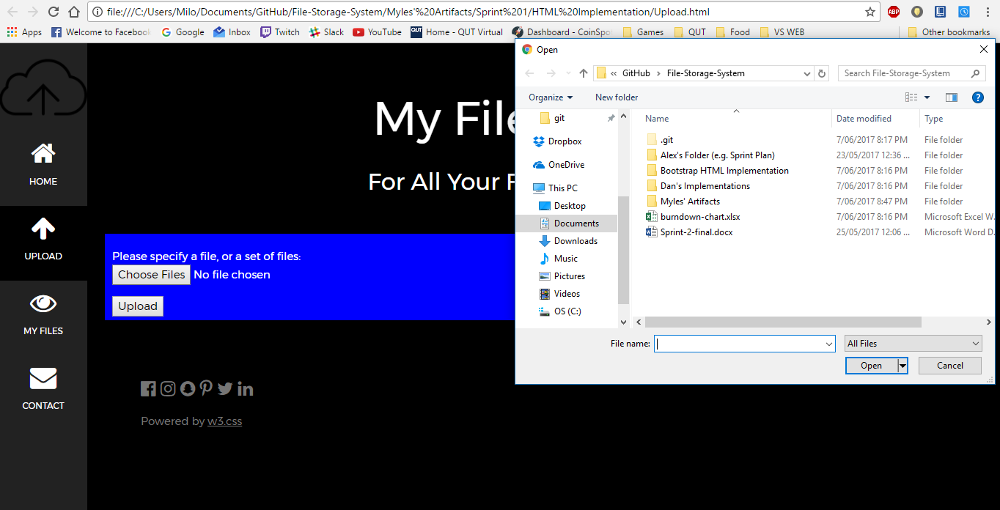 file:///C:/Users/Milo/Documents/GitHub/File-Storage-System/Myles'%20Artifacts/Sprint%201/HTML%20Implementation/Upload.html
ABP
Apps Welcome to Facebook Google Inbox Twitch Slack YouTube QUT Home - QUT Virtual Dashboard - CoinSpo Games QUT Food VS WEB Other bookmarks
HOME
UPLOAD
MY FILES
CONTACT
My File
For All Your F
Please specify a file, or a set of files:
Choose Files No file chosen
Upload
Powered by w3.css
Open
« GitHub › File-Storage-System
Search File-Storage-System
Organize New folder
git
Dropbox
OneDrive
This PC
Desktop
Documents
Downloads
Music
Pictures
Videos
OS (C:)
Name Date modified Type
.git 7/06/2017 8:17 PM File folder
Alex's Folder (e.g. Sprint Plan) 23/05/2017 12:36 ... File folder
Bootstrap HTML Implementation 7/06/2017 8:16 PM File folder
Dan's Implementations 7/06/2017 8:16 PM File folder
Myles' Artifacts 7/06/2017 8:47 PM File folder
burndown-chart.xlsx 7/06/2017 8:16 PM Microsoft Excel W
Sprint-2-final.docx 25/05/2017 12:06 ... Microsoft Word D
File name: All Files
Open Cancel